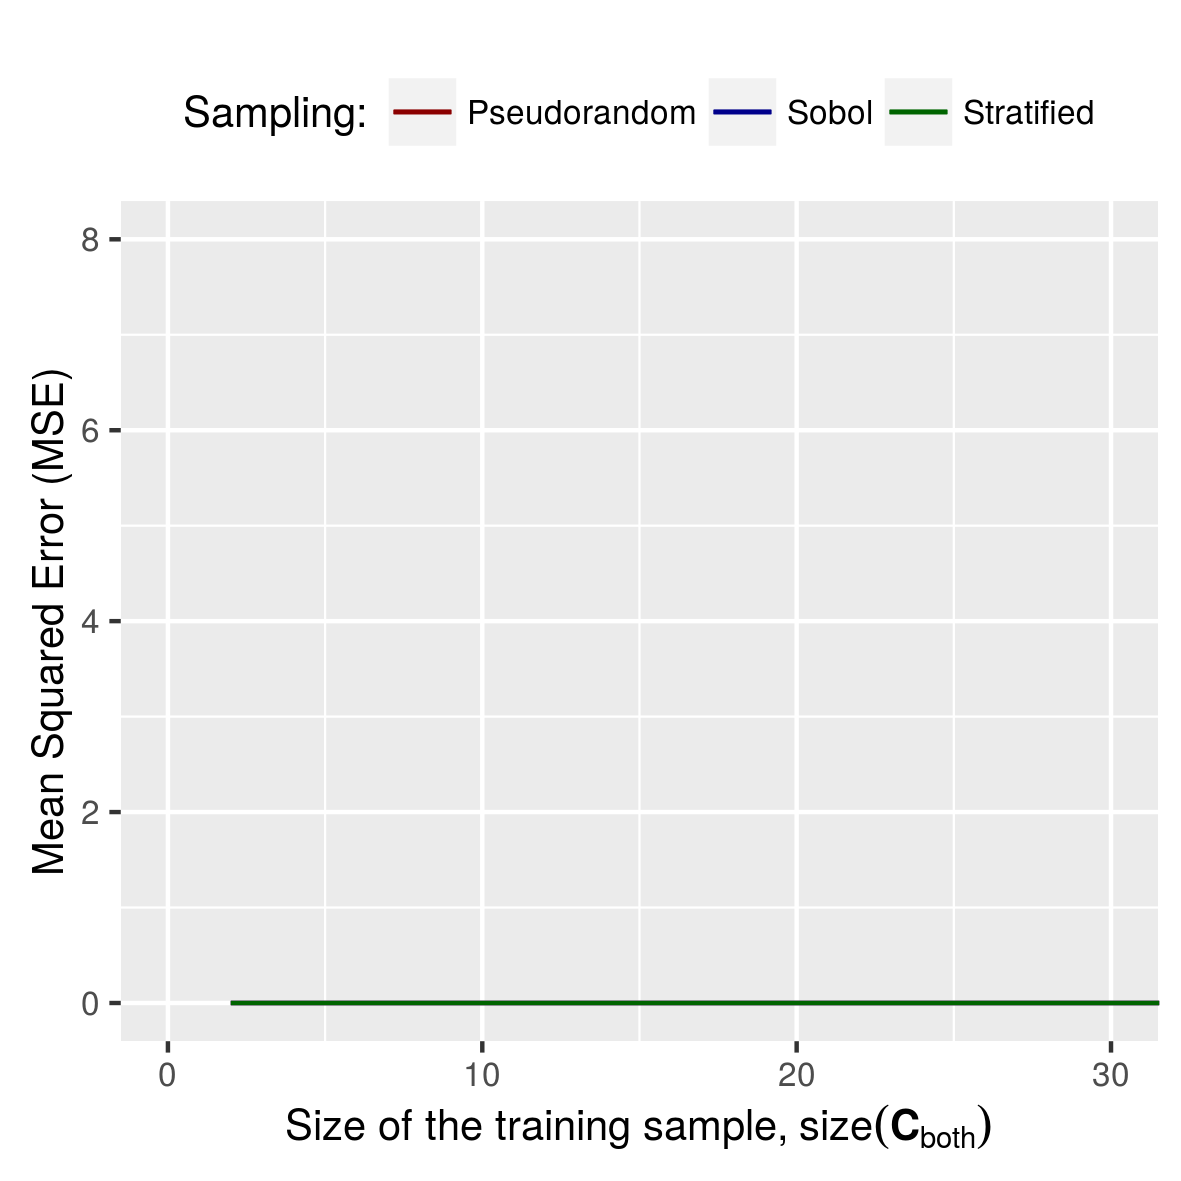 Sampling: Pseudorandom Sobol Stratified
Mean Squared Error (MSE)
8
6
4
2
0
0 10 20 30
Size of the training sample, size(C_both)